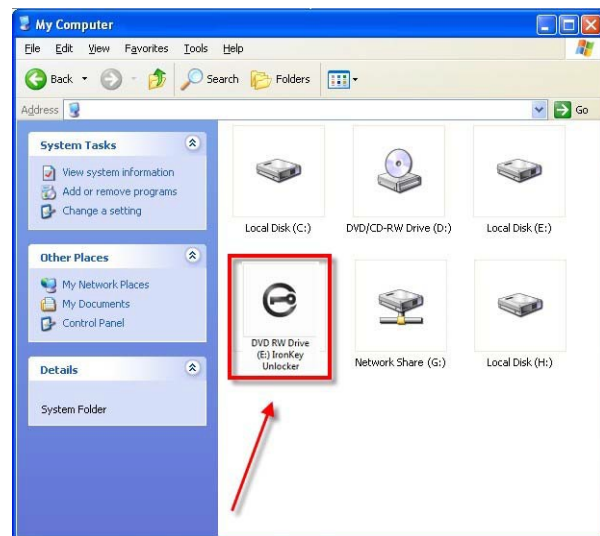 My Computer
File Edit View Favorites Tools Help
Back Search Folders
Address Go
System Tasks
View system information
Add or remove programs
Change a setting
Other Places
My Network Places
My Documents
Control Panel
Details
System Folder
Local Disk (C:) DVD/CD-RW Drive (D:) Local Disk (E:)
DVD RW Drive
(E:) IronKey
Unlocker
Network Share (G:) Local Disk (H:)